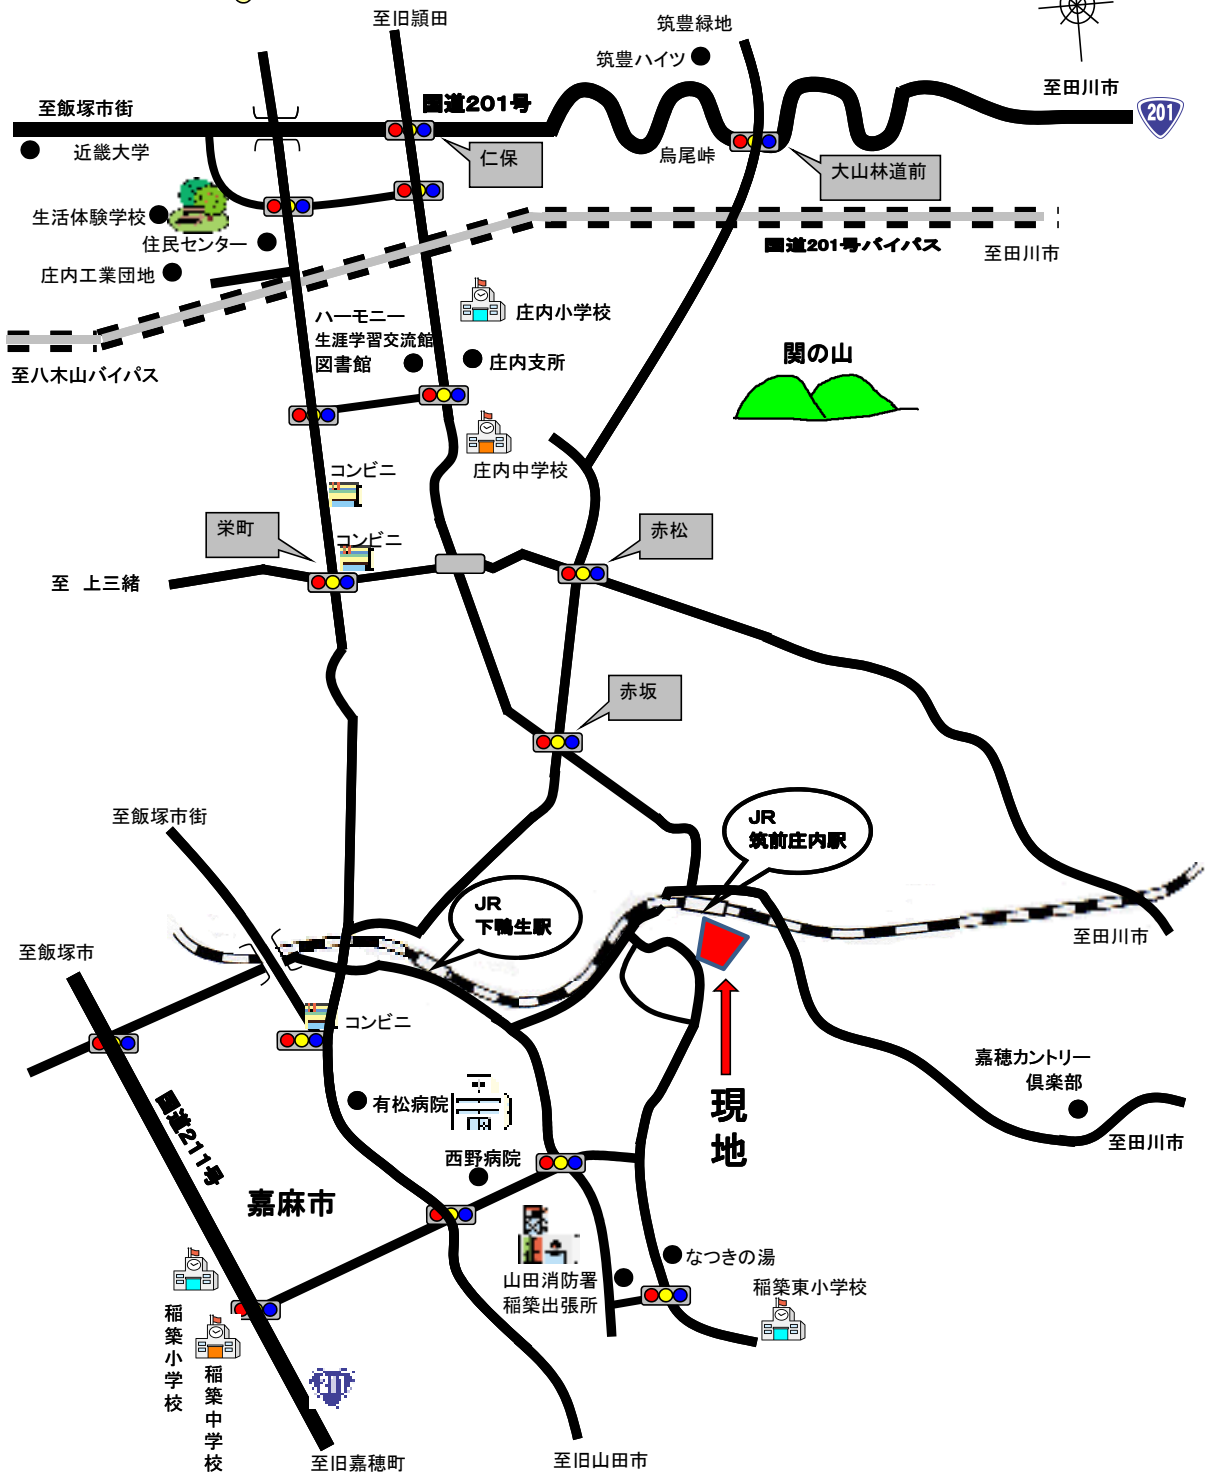 至旧頴田
筑豊緑地
筑豊ハイツ
至田川市
至飯塚市街
国道201号
201
近畿大学
仁保
烏尾峠
大山林道前
生活体験学校
住民センター
国道201号バイパス
至田川市
庄内工業団地
ハーモニー
生涯学習交流館
図書館
庄内小学校
庄内支所
関の山
至八木山バイパス
庄内中学校
コンビニ
栄町
コンビニ
赤松
至 上三緒
赤坂
至飯塚市街
JR
筑前庄内駅
JR
下鴨生駅
至飯塚市
至田川市
コンビニ
嘉穂カントリー
倶楽部
現
地
有松病院
国道211号
至田川市
西野病院
嘉麻市
なつきの湯
山田消防署
稲築出張所
稲築東小学校
稲築小学校
稲築中学校
至旧嘉穂町
至旧山田市